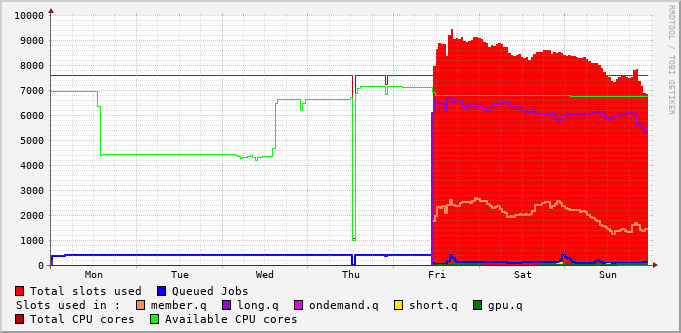 10000
9000
8000
7000
6000
5000
4000
3000
2000
1000
0
Mon Tue Wed Thu Fri Sat Sun
Total slots used Queued Jobs
Slots used in : member.q long.q ondemand.q short.q gpu.q
Total CPU cores Available CPU cores
RRDTOOL / TOBI OETIKER